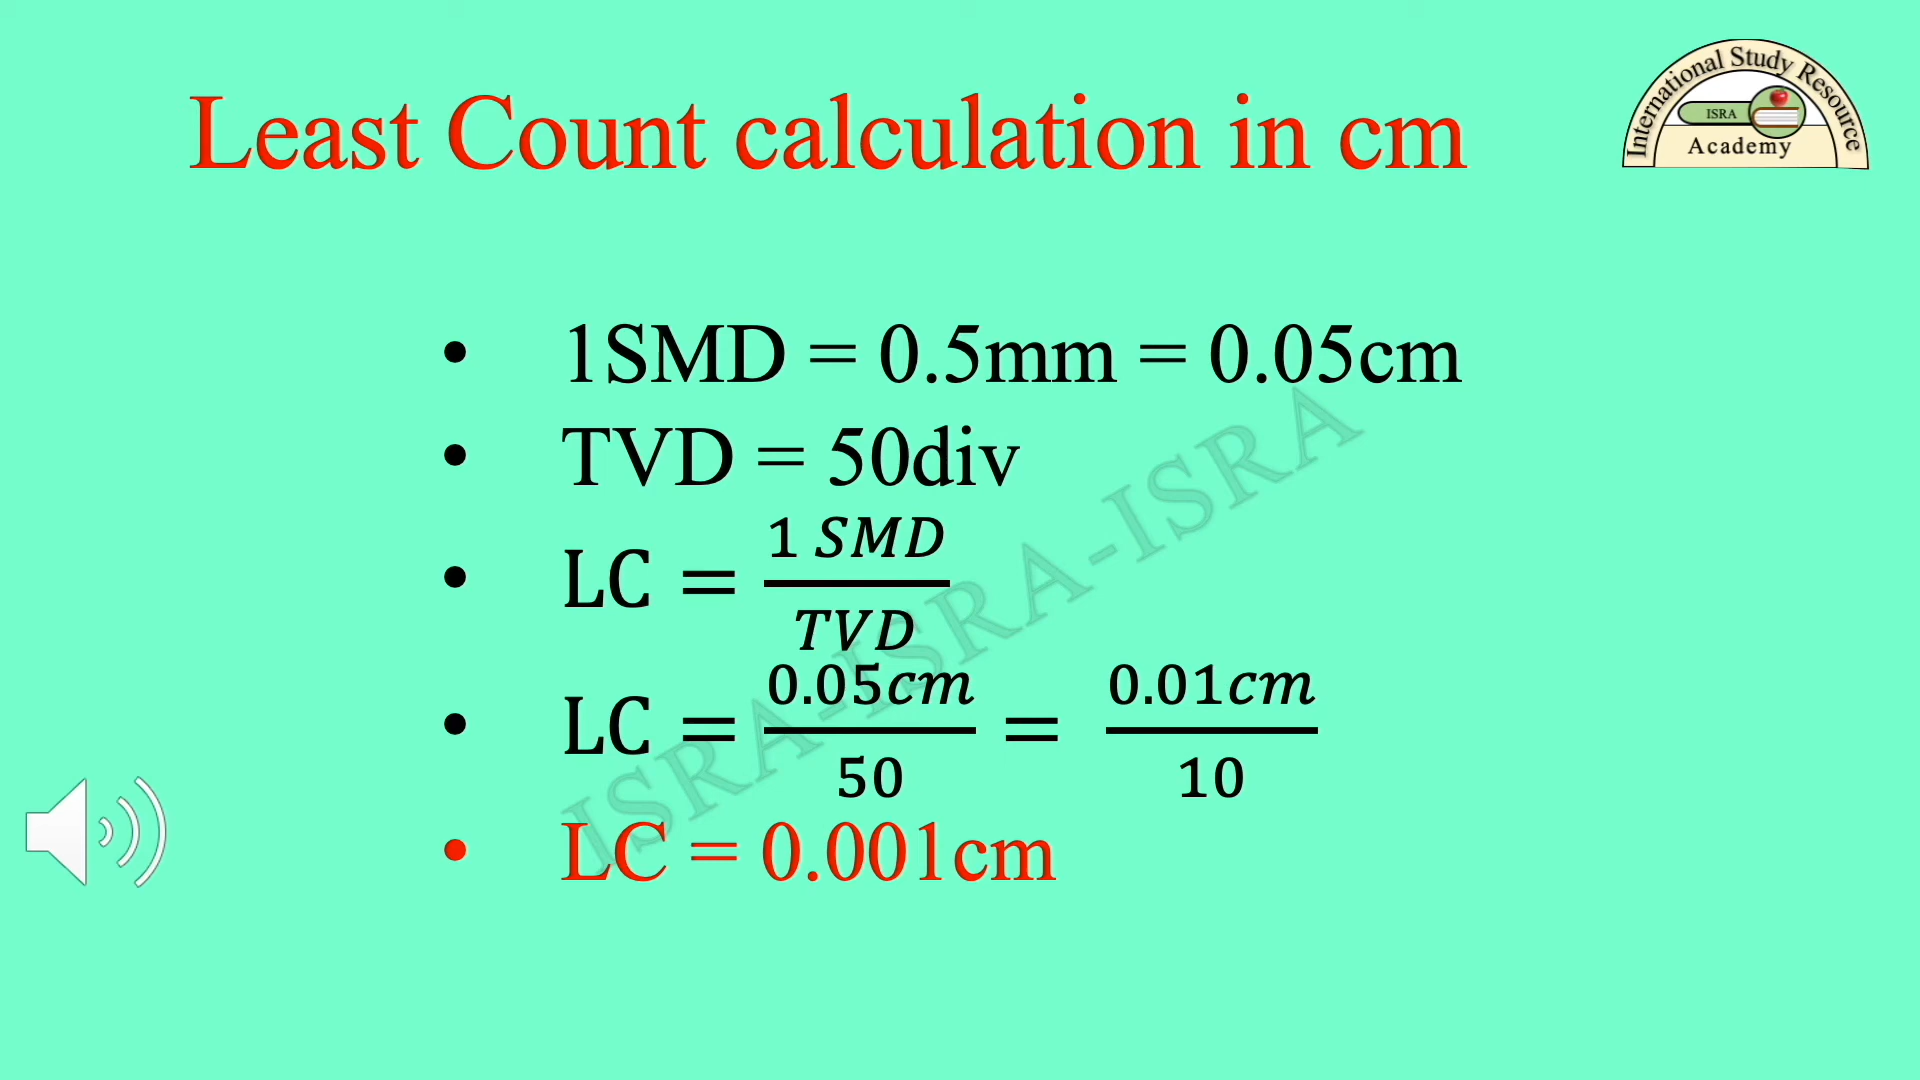 Least Count calculation in cm
International Study Resource
ISRA
Academy
• 1SMD = 0.5mm = 0.05cm
• TVD = 50div
• LC = 1 SMD / TVD
• LC = 0.05cm / 50 = 0.01cm / 10
• LC = 0.001cm
ISRA-ISRA-ISRA